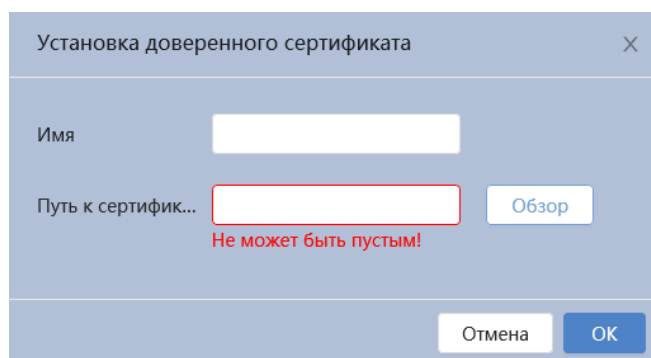 Установка доверенного сертификата
Имя
Путь к сертифик... Обзор
Не может быть пустым!
Отмена OK